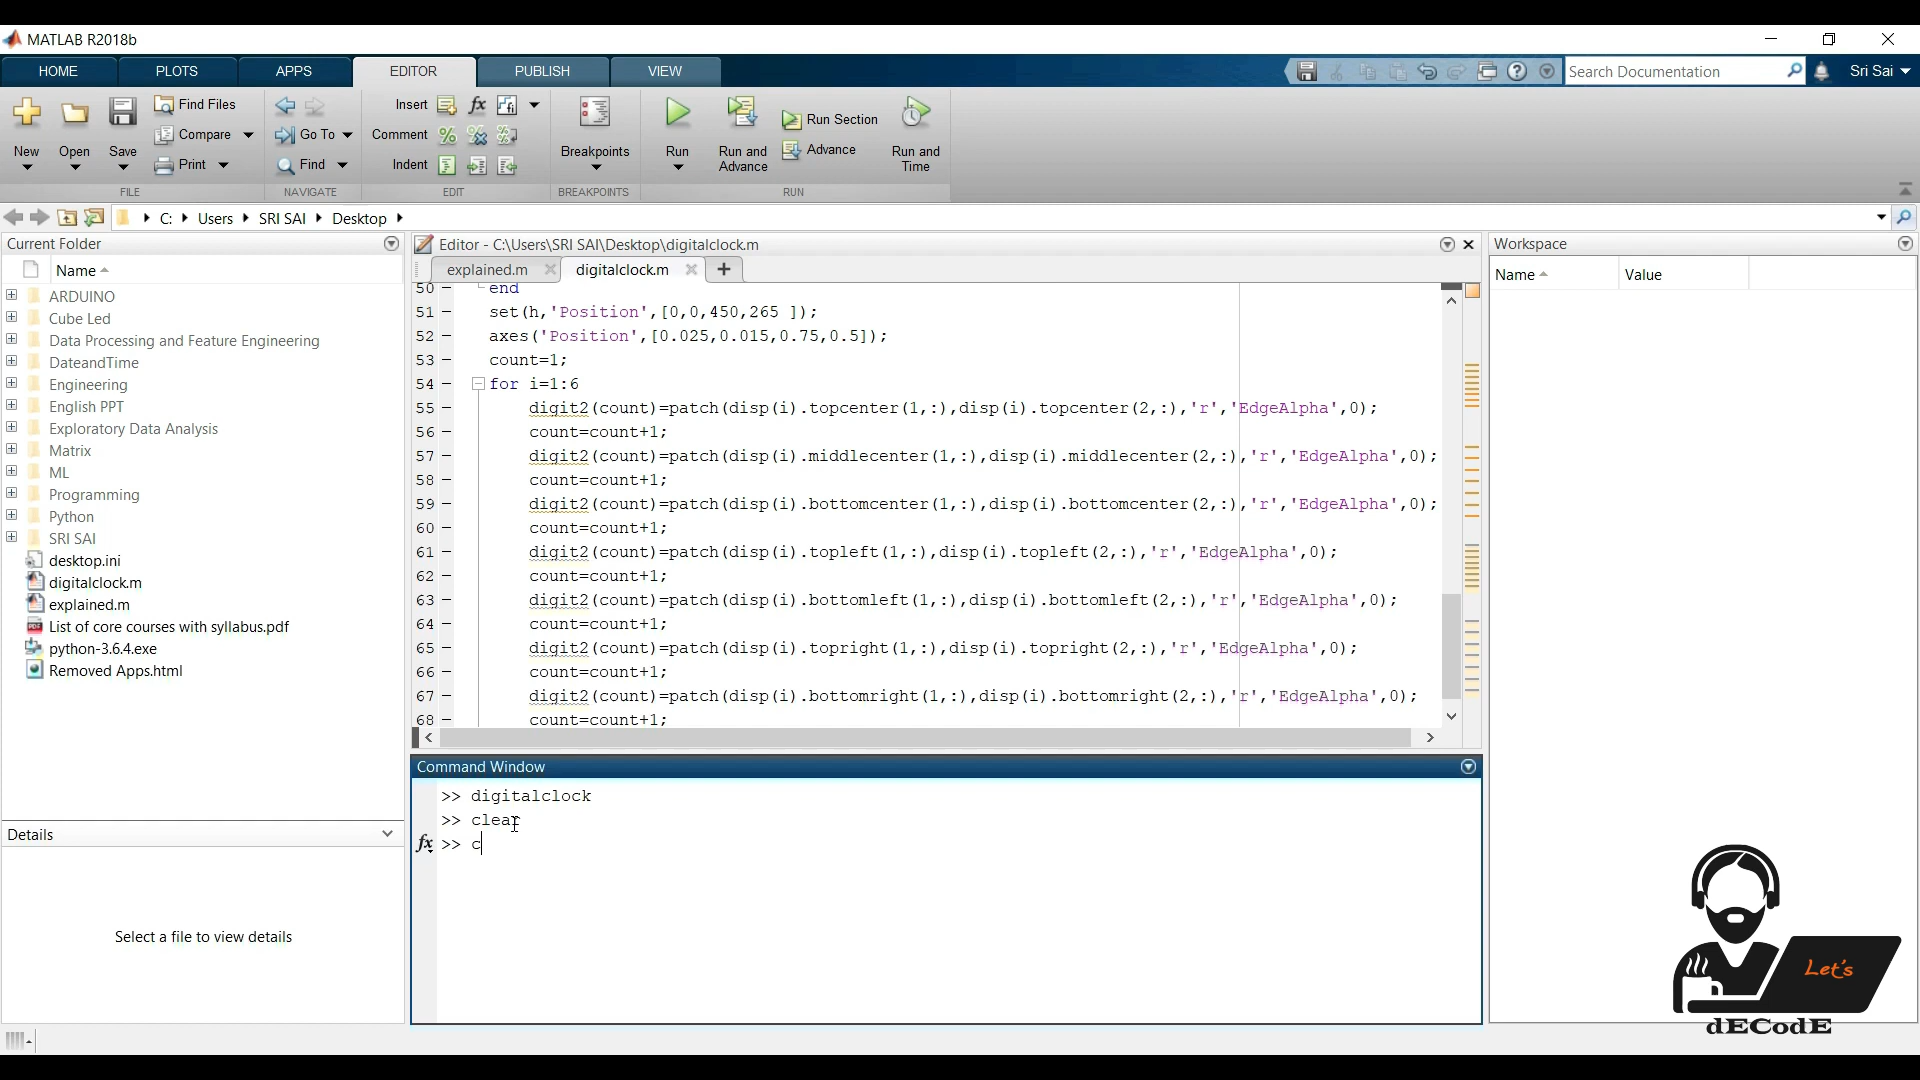 MATLAB R2018b
HOME PLOTS APPS EDITOR PUBLISH VIEW Search Documentation Sri Sai
Find Files Insert fx
Compare Go To Comment Run Section
Print Find Indent Advance
New Open Save Breakpoints Run Run and Advance Run and Time
FILE NAVIGATE EDIT BREAKPOINTS RUN
C: Users SRI SAI Desktop
Current Folder
Name
ARDUINO
Cube Led
Data Processing and Feature Engineering
DateandTime
Engineering
English PPT
Exploratory Data Analysis
Matrix
ML
Programming
Python
SRI SAI
desktop.ini
digitalclock.m
explained.m
List of core courses with syllabus.pdf
python-3.6.4.exe
Removed Apps.html
Details
Select a file to view details
Editor - C:\Users\SRI SAI\Desktop\digitalclock.m
explained.m digitalclock.m
50 – end
51 – set(h,'Position',[0,0,450,265 ]);
52 – axes('Position',[0.025,0.015,0.75,0.5]);
53 – count=1;
54 – for i=1:6
55 – digit2(count)=patch(disp(i).topcenter(1,:),disp(i).topcenter(2,:),'r','EdgeAlpha',0);
56 – count=count+1;
57 – digit2(count)=patch(disp(i).middlecenter(1,:),disp(i).middlecenter(2,:),'r','EdgeAlpha',0);
58 – count=count+1;
59 – digit2(count)=patch(disp(i).bottomcenter(1,:),disp(i).bottomcenter(2,:),'r','EdgeAlpha',0);
60 – count=count+1;
61 – digit2(count)=patch(disp(i).topleft(1,:),disp(i).topleft(2,:),'r','EdgeAlpha',0);
62 – count=count+1;
63 – digit2(count)=patch(disp(i).bottomleft(1,:),disp(i).bottomleft(2,:),'r','EdgeAlpha',0);
64 – count=count+1;
65 – digit2(count)=patch(disp(i).topright(1,:),disp(i).topright(2,:),'r','EdgeAlpha',0);
66 – count=count+1;
67 – digit2(count)=patch(disp(i).bottomright(1,:),disp(i).bottomright(2,:),'r','EdgeAlpha',0);
68 – count=count+1;
Command Window
>> digitalclock
>> clear
fx >> c
Workspace
Name Value
Let's
dECodE